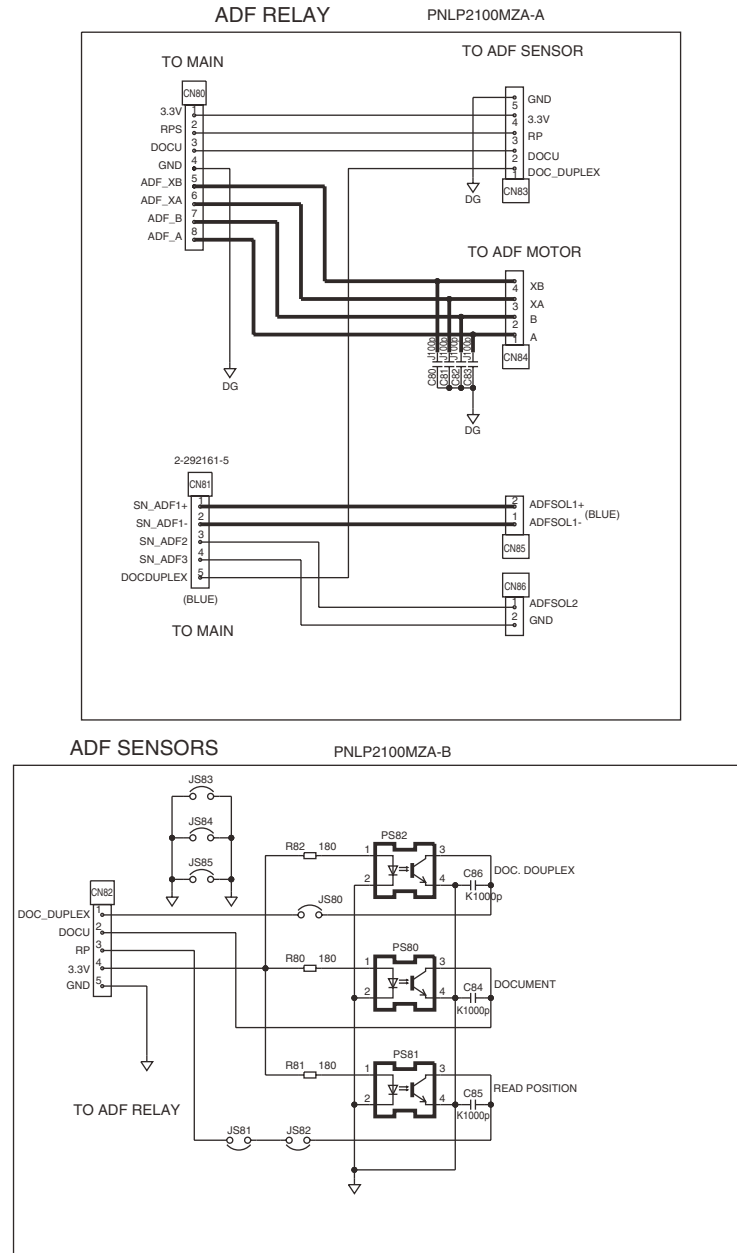 ADF RELAY PNLP2100MZA-A
TO MAIN
CN80
3.3V 1
RPS 2
DOCU 3
GND 4
ADF_XB 5
ADF_XA 6
ADF_B 7
ADF_A 8
DG
TO ADF SENSOR
5 GND
4 3.3V
3 RP
2 DOCU
1 DOC_DUPLEX
CN83
DG
TO ADF MOTOR
4 XB
3 XA
2 B
1 A
CN84
C80 J100p
C81 J100p
C82 J100p
C83 J100p
DG
2-292161-5
CN81
SN_ADF1+ 1
SN_ADF1- 2
SN_ADF2 3
SN_ADF3 4
DOCDUPLEX 5
(BLUE)
TO MAIN
2 ADFSOL1+
(BLUE)
1 ADFSOL1-
CN85
CN86
1 ADFSOL2
2 GND
ADF SENSORS PNLP2100MZA-B
JS83
JS84
JS85
CN82
DOC_DUPLEX 1
DOCU 2
RP 3
3.3V 4
GND 5
TO ADF RELAY
R82 180
PS82
1 3
2 4
C86
K1000p
DOC. DOUPLEX
JS80
R80 180
PS80
1 3
2 4
C84
K1000p
DOCUMENT
R81 180
PS81
1 3
2 4
C85
K1000p
READ POSITION
JS81 JS82